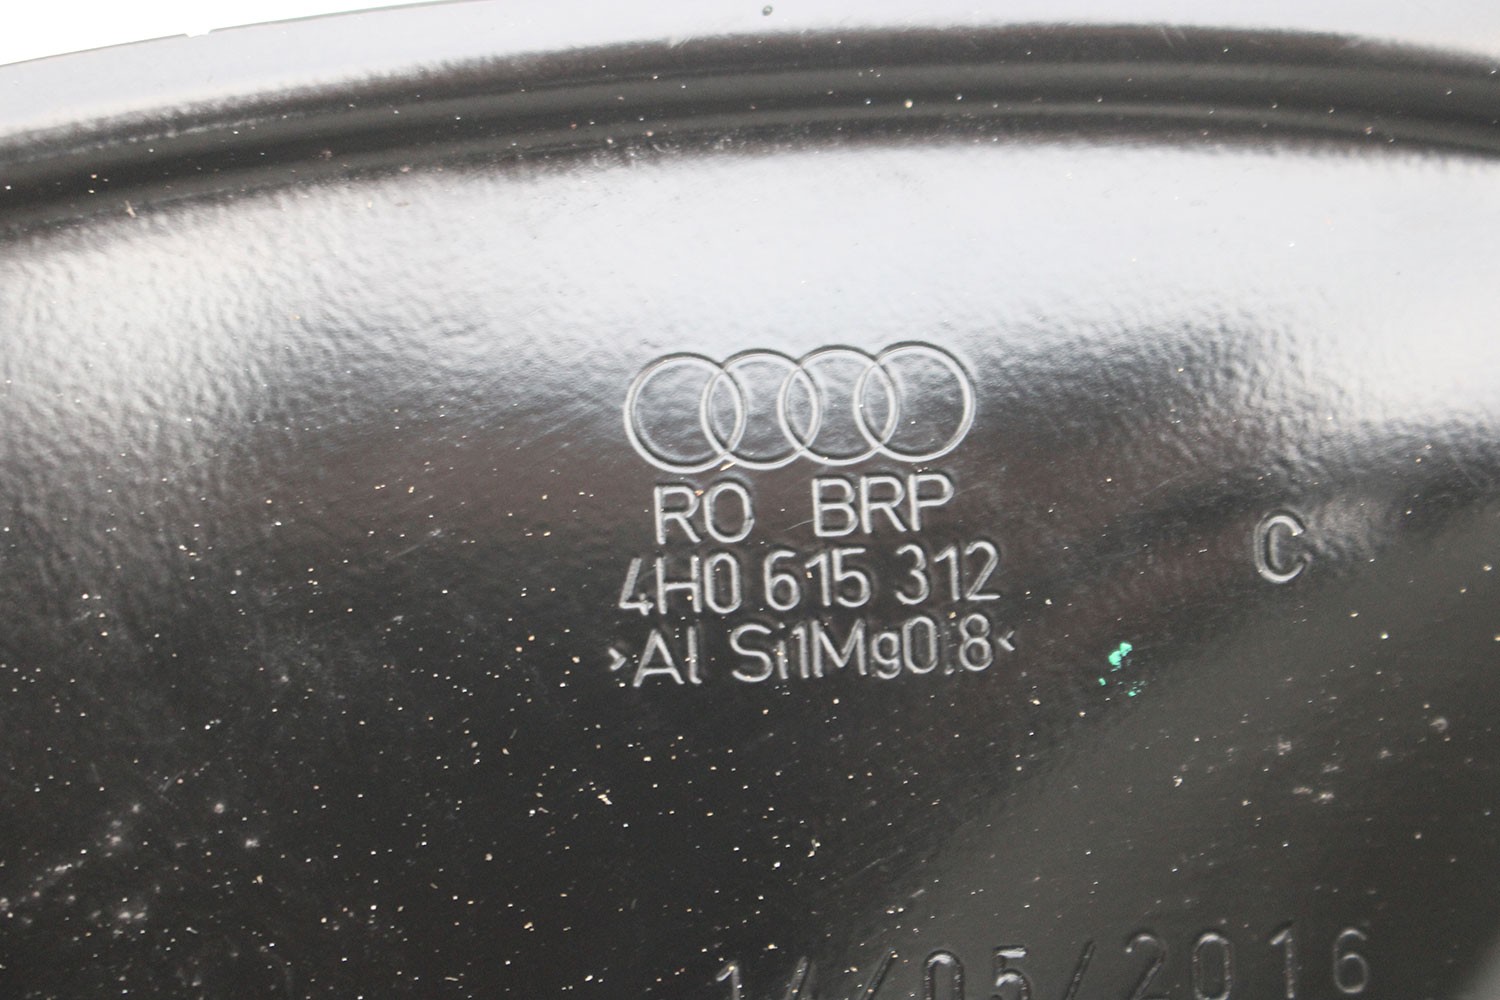 RO BRP
4H0 615 312
>Al Si1Mg0,8<
C
14/05/2016